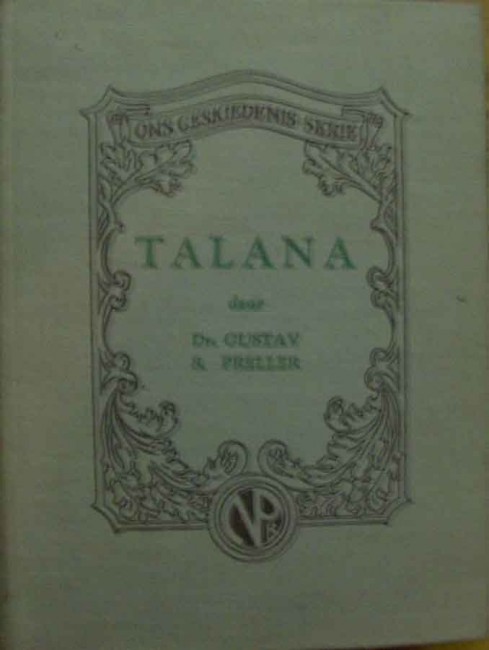 ONS GESKIEDENIS-SERIE
TALANA
deur
Dr. GUSTAV
S. PRELLER